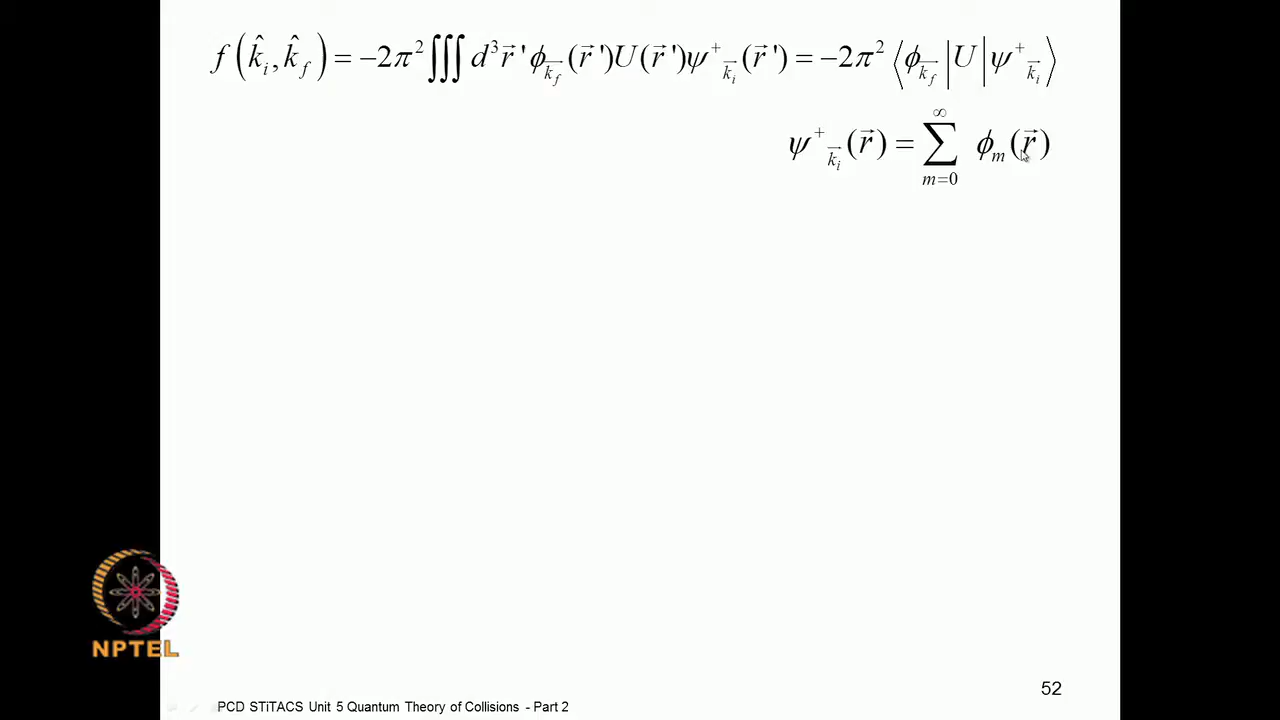 f(k̂_i, k̂_f) = −2π² ∭ d³r⃗' ϕ_{k⃗_f}(r⃗')U(r⃗')ψ⁺_{k⃗_i}(r⃗') = −2π² ⟨ϕ_{k⃗_f}|U|ψ⁺_{k⃗_i}⟩
ψ⁺_{k⃗_i}(r⃗) = ∑_{m=0}^{∞} ϕ_m(r⃗)
NPTEL
52
PCD STiTACS Unit 5 Quantum Theory of Collisions - Part 2